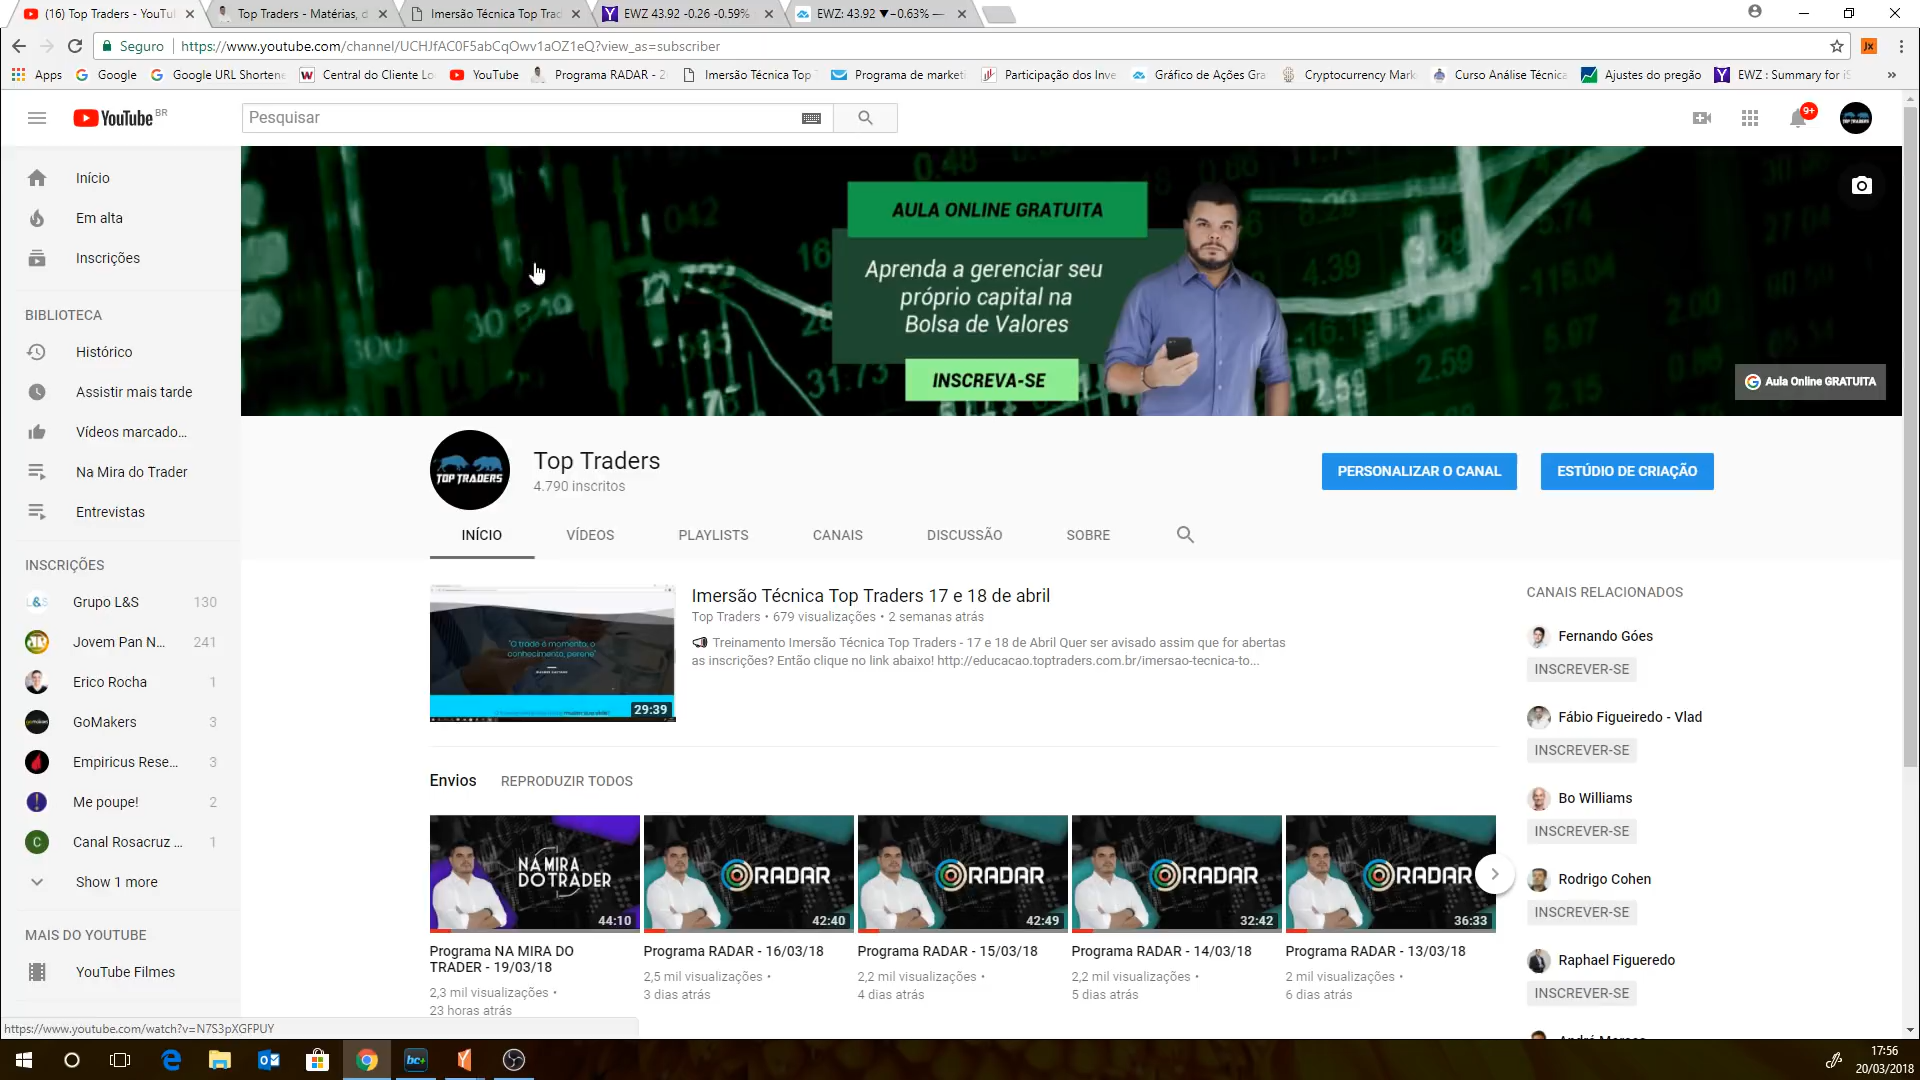 (16) Top Traders - YouTu
Top Traders - Matérias, d
Imersão Técnica Top Trad
EWZ 43.92 -0.26 -0.59%
EWZ: 43.92 ▼−0.63% —
Seguro
https://www.youtube.com/channel/UCHJfAC0F5abCqOwv1aOZ1eQ?view_as=subscriber
Apps
Google
Google URL Shortene
Central do Cliente Lo
YouTube
Programa RADAR - 2
Imersão Técnica Top
Programa de market
Participação dos Inve
Gráfico de Ações Gra
Cryptocurrency Mark
Curso Análise Técnica
Ajustes do pregão
EWZ : Summary for iS
YouTube BR
Pesquisar
9+
Início
Em alta
Inscrições
BIBLIOTECA
Histórico
Assistir mais tarde
Vídeos marcado...
Na Mira do Trader
Entrevistas
INSCRIÇÕES
Grupo L&S 130
Jovem Pan N... 241
Erico Rocha 1
GoMakers 3
Empiricus Rese... 3
Me poupe! 2
Canal Rosacruz ... 1
Show 1 more
MAIS DO YOUTUBE
YouTube Filmes
AULA ONLINE GRATUITA
Aprenda a gerenciar seu
próprio capital na
Bolsa de Valores
INSCREVA-SE
Aula Online GRATUITA
TOP TRADERS
Top Traders
4.790 inscritos
PERSONALIZAR O CANAL
ESTÚDIO DE CRIAÇÃO
INÍCIO
VÍDEOS
PLAYLISTS
CANAIS
DISCUSSÃO
SOBRE
"O trade é momento, o
conhecimento, perene"
29:39
Imersão Técnica Top Traders 17 e 18 de abril
Top Traders • 679 visualizações • 2 semanas atrás
Treinamento Imersão Técnica Top Traders - 17 e 18 de Abril Quer ser avisado assim que for abertas
as inscrições? Então clique no link abaixo! http://educacao.toptraders.com.br/imersao-tecnica-to...
Envios
REPRODUZIR TODOS
NA MIRA
DO TRADER
44:10
Programa NA MIRA DO
TRADER - 19/03/18
2,3 mil visualizações •
23 horas atrás
RADAR
42:40
Programa RADAR - 16/03/18
2,5 mil visualizações •
3 dias atrás
RADAR
42:49
Programa RADAR - 15/03/18
2,2 mil visualizações •
4 dias atrás
RADAR
32:42
Programa RADAR - 14/03/18
2,2 mil visualizações •
5 dias atrás
RADAR
36:33
Programa RADAR - 13/03/18
2 mil visualizações •
6 dias atrás
CANAIS RELACIONADOS
Fernando Góes
INSCREVER-SE
Fábio Figueiredo - Vlad
INSCREVER-SE
Bo Williams
INSCREVER-SE
Rodrigo Cohen
INSCREVER-SE
Raphael Figueredo
INSCREVER-SE
https://www.youtube.com/watch?v=N7S3pXGFPUY
17:56
20/03/2018